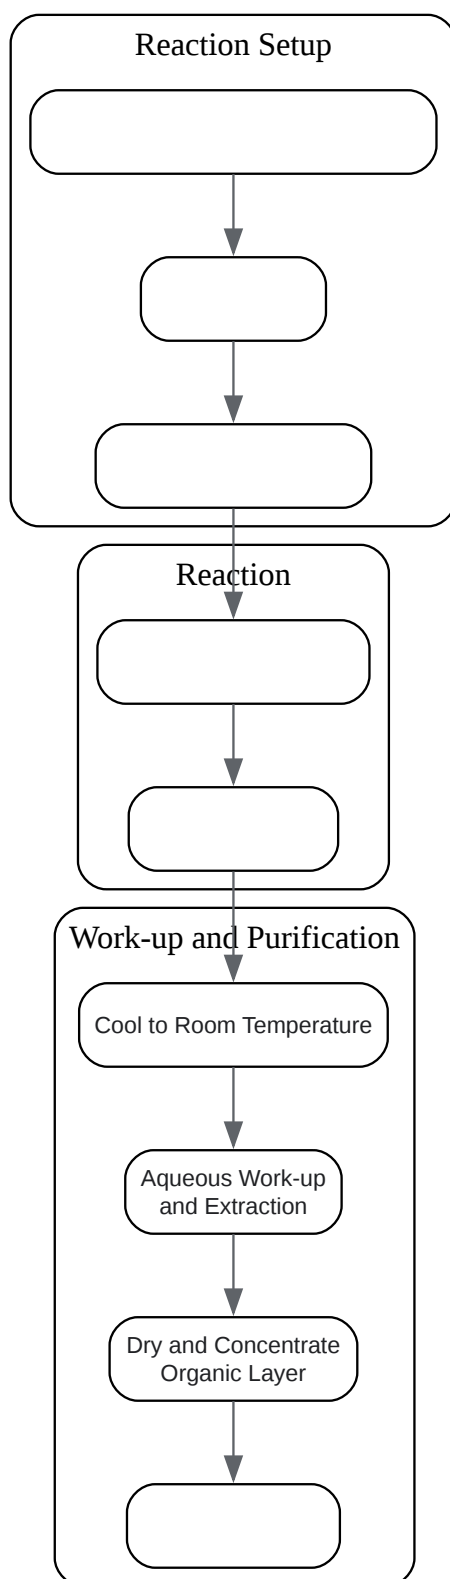 Reaction Setup
Reaction
Work-up and Purification
Cool to Room Temperature
Aqueous Work-up
and Extraction
Dry and Concentrate
Organic Layer